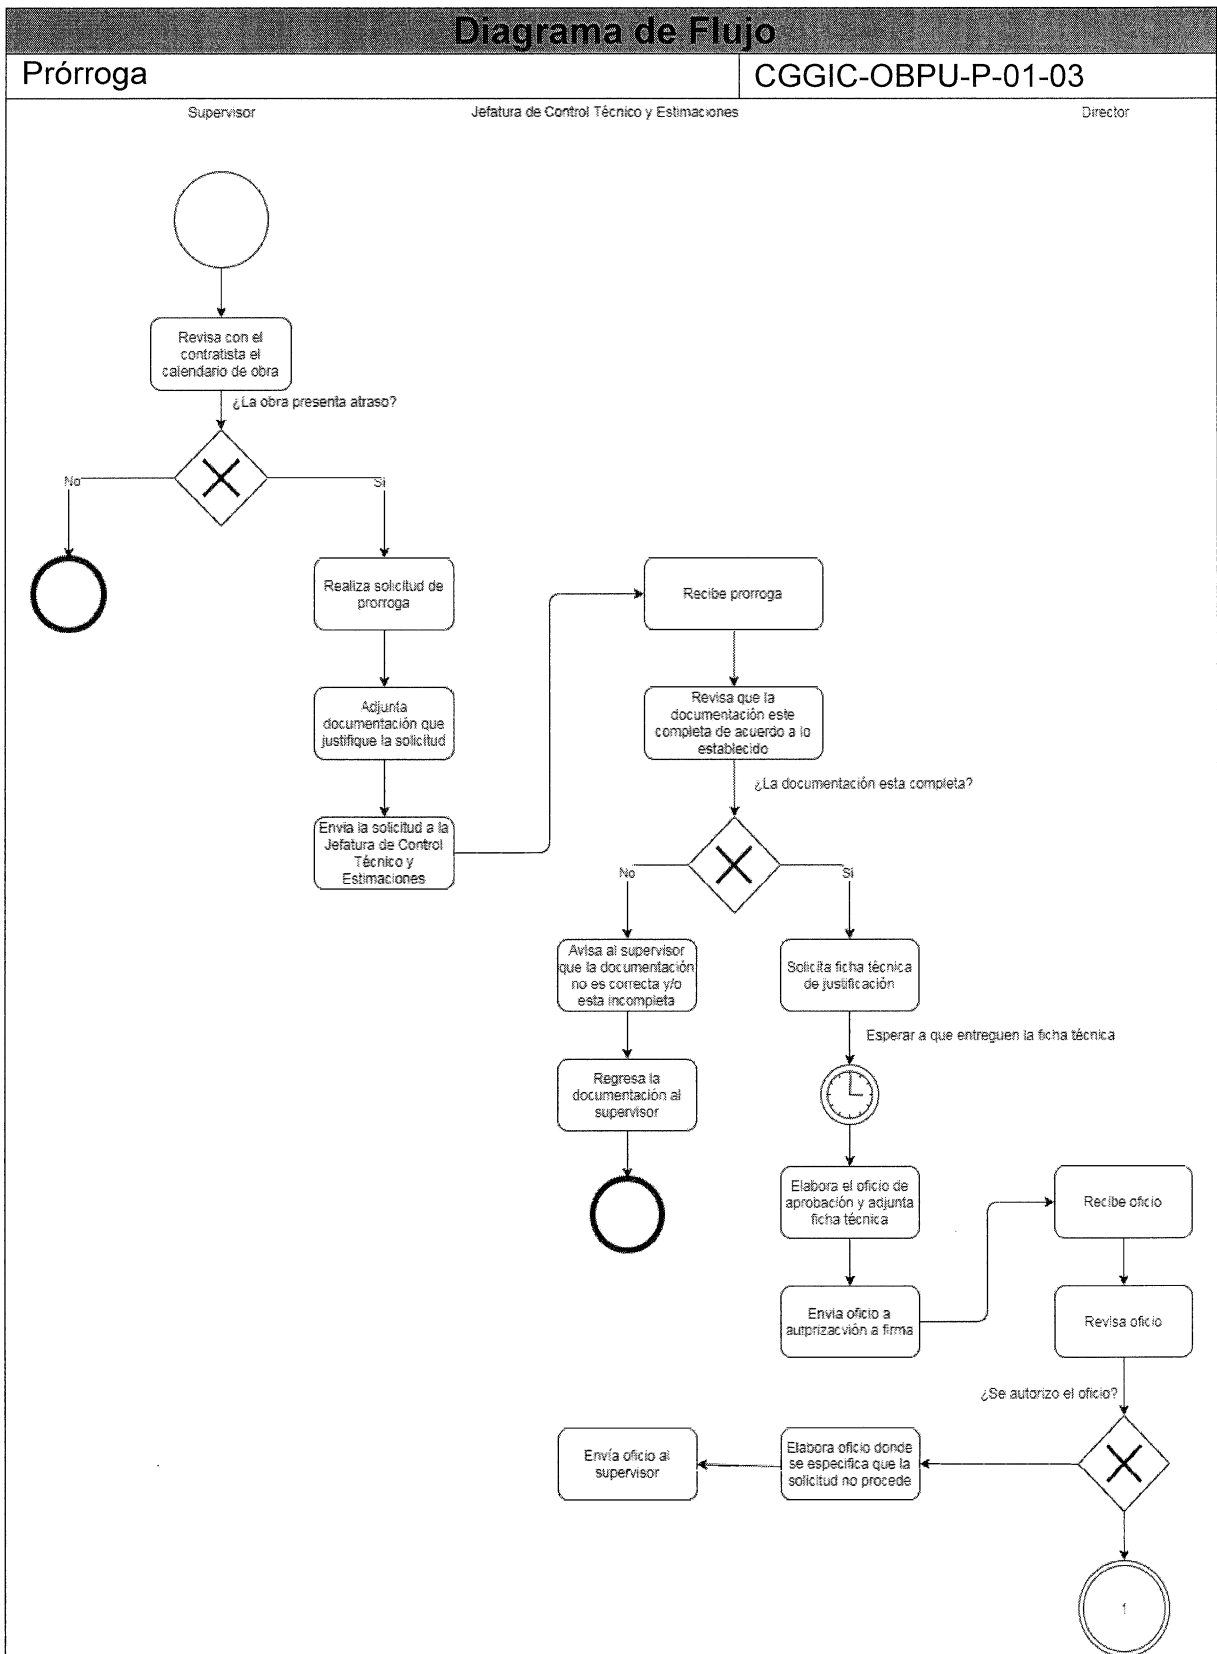 Diagrama de Flujo
Prórroga
CGGIC-OBPU-P-01-03
Supervisor
Jefatura de Control Técnico y Estimaciones
Director
Revisa con el
contratista el
calendario de obra
¿La obra presenta atraso?
No
Si
Realiza solicitud de
prorroga
Recibe prorroga
Adjunta
documentación que
justifique la solicitud
Revisa que la
documentación este
completa de acuerdo a lo
establecido
¿La documentación esta completa?
Envia la solicitud a la
Jefatura de Control
Técnico y
Estimaciones
No
Si
Avisa al supervisor
que la documentación
no es correcta y/o
esta incompleta
Solicita ficha técnica
de justificación
Esperar a que entreguen la ficha técnica
Regresa la
documentación al
supervisor
Elabora el oficio de
aprobación y adjunta
ficha técnica
Recibe oficio
Envia oficio a
autprizacvión a firma
Revisa oficio
¿Se autorizo el oficio?
Envía oficio al
supervisor
Elabora oficio donde
se especifica que la
solicitud no procede
1